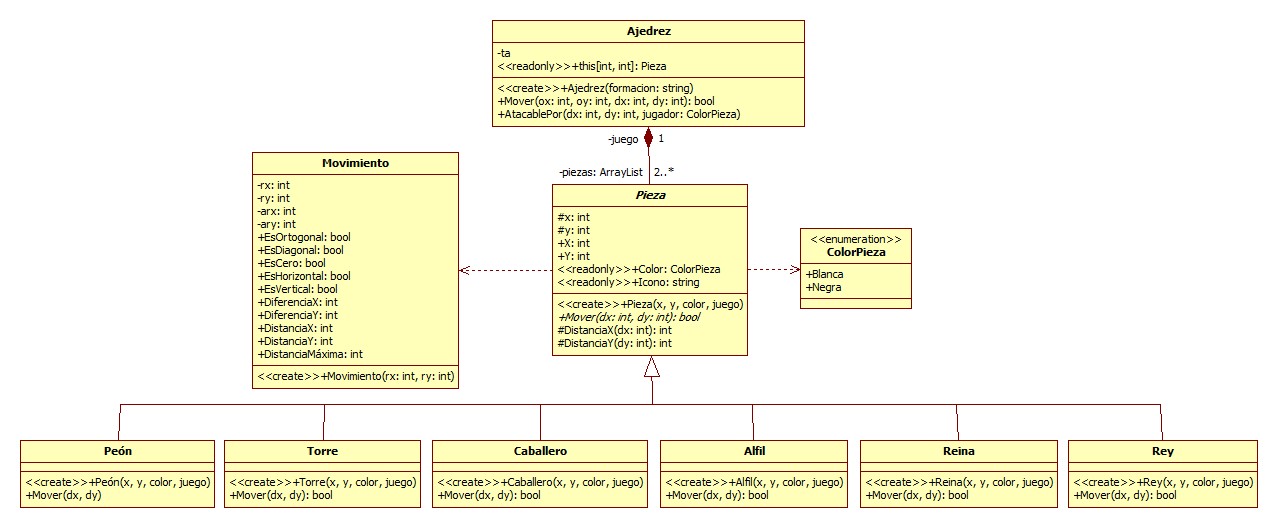 Ajedrez
-ta
<<readonly>>+this[int, int]: Pieza
<<create>>+Ajedrez(formacion: string)
+Mover(ox: int, oy: int, dx: int, dy: int): bool
+AtacablePor(dx: int, dy: int, jugador: ColorPieza)
-juego 1
-piezas: ArrayList 2..*
Movimiento
-rx: int
-ry: int
-arx: int
-ary: int
+EsOrtogonal: bool
+EsDiagonal: bool
+EsCero: bool
+EsHorizontal: bool
+EsVertical: bool
+DiferenciaX: int
+DiferenciaY: int
+DistanciaX: int
+DistanciaY: int
+DistanciaMáxima: int
<<create>>+Movimiento(rx: int, ry: int)
Pieza
#x: int
#y: int
+X: int
+Y: int
<<readonly>>+Color: ColorPieza
<<readonly>>+Icono: string
<<create>>+Pieza(x, y, color, juego)
+Mover(dx: int, dy: int): bool
#DistanciaX(dx: int): int
#DistanciaY(dy: int): int
<<enumeration>>
ColorPieza
+Blanca
+Negra
Peón
<<create>>+Peón(x, y, color, juego)
+Mover(dx, dy)
Torre
<<create>>+Torre(x, y, color, juego)
+Mover(dx, dy): bool
Caballero
<<create>>+Caballero(x, y, color, juego)
+Mover(dx, dy): bool
Alfil
<<create>>+Alfil(x, y, color, juego)
+Mover(dx, dy): bool
Reina
<<create>>+Reina(x, y, color, juego)
+Mover(dx, dy): bool
Rey
<<create>>+Rey(x, y, color, juego)
+Mover(dx, dy): bool